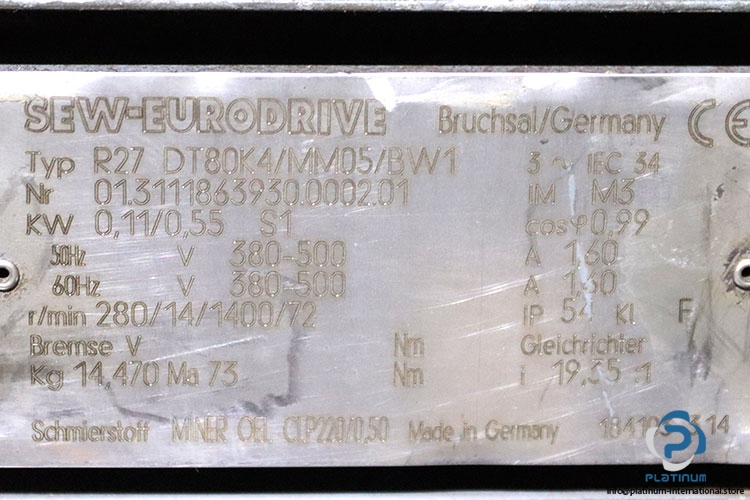 SEW-EURODRIVE Bruchsal/Germany CE
Typ R27 DT80K4/MM05/BW1 3 ~ IEC 34
Nr 01.3111863930.0002.01 IM M3
KW 0,11/0,55 S1 cosφ 0,99
50Hz V 380-500 A 1.60
60Hz V 380-500 A 1.60
r/min 280/14/1400/72 IP 54 Kl F
Bremse V Nm Gleichrichter
Kg 14,470 Ma 73 Nm i 19,35 :1
Schmierstoff MINER OEL CLP220/0,50 Made in Germany 3.14
PLATINUM
info@platinum-international.store